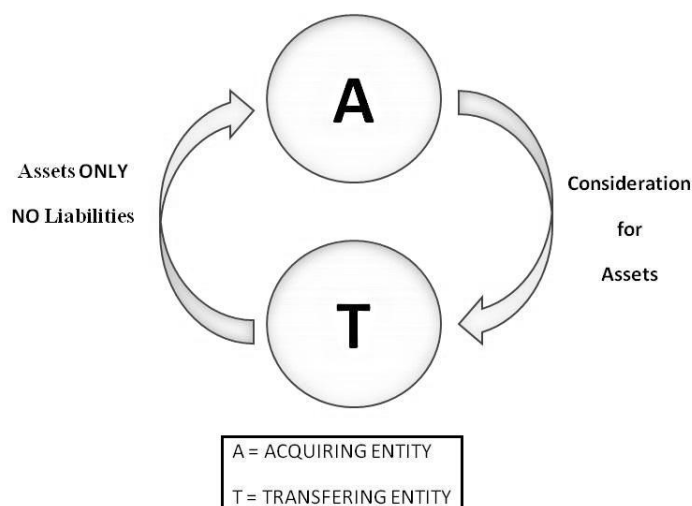 A
Assets ONLY
NO Liabilities
Consideration
for
Assets
T
A = ACQUIRING ENTITY
T = TRANSFERING ENTITY